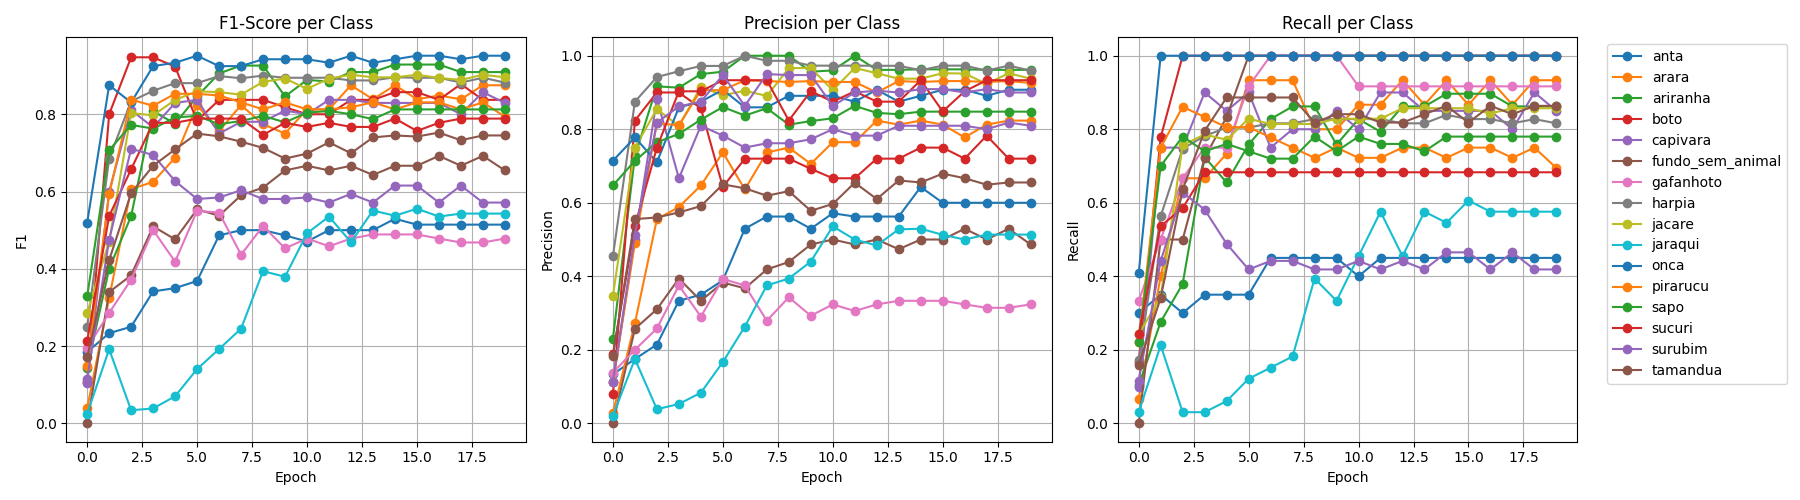 F1-Score per Class
Precision per Class
Recall per Class
F1
0.0
0.2
0.4
0.6
0.8
0.0
2.5
5.0
7.5
10.0
12.5
15.0
17.5
Epoch
Precision
0.0
0.2
0.4
0.6
0.8
1.0
0.0
2.5
5.0
7.5
10.0
12.5
15.0
17.5
Epoch
Recall
0.0
0.2
0.4
0.6
0.8
1.0
0.0
2.5
5.0
7.5
10.0
12.5
15.0
17.5
Epoch
anta
arara
ariranha
boto
capivara
fundo_sem_animal
gafanhoto
harpia
jacare
jaraqui
onca
pirarucu
sapo
sucuri
surubim
tamandua